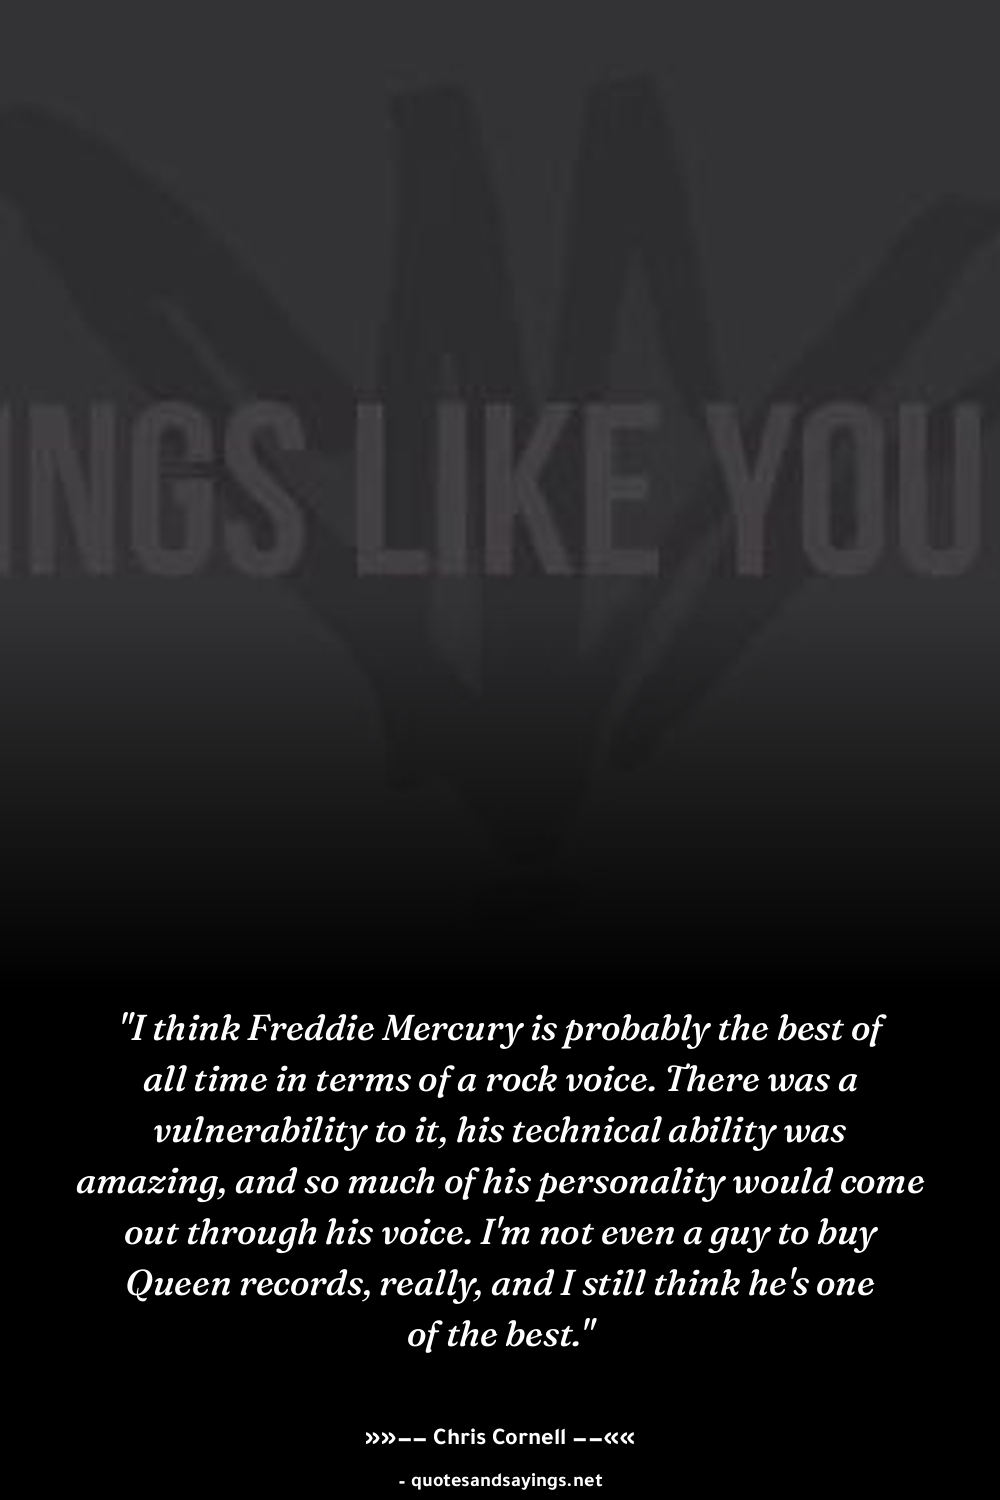 INGS LIKE YOU
"I think Freddie Mercury is probably the best of
all time in terms of a rock voice. There was a
vulnerability to it, his technical ability was
amazing, and so much of his personality would come
out through his voice. I'm not even a guy to buy
Queen records, really, and I still think he's one
of the best."
»»–– Chris Cornell ––««
- quotesandsayings.net